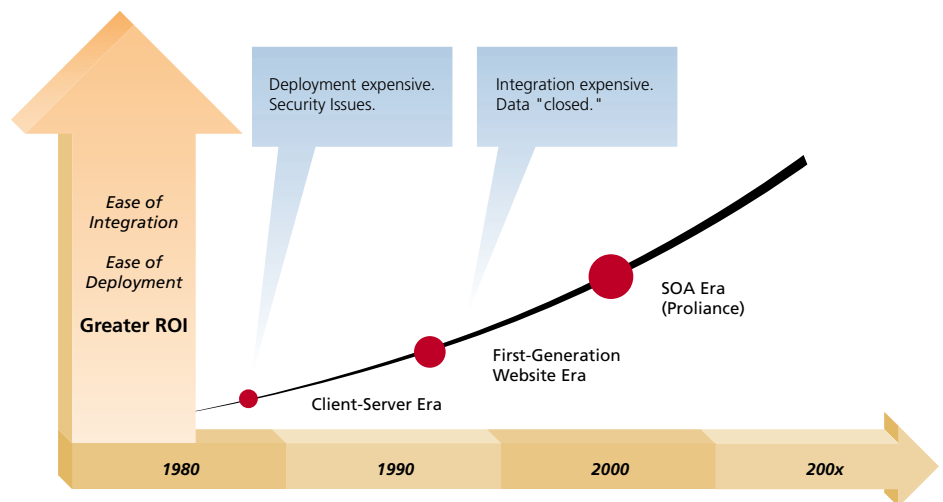 Deployment expensive.
Security Issues.
Integration expensive.
Data "closed."
Ease of
Integration
Ease of
Deployment
Greater ROI
SOA Era
(Proliance)
First-Generation
Website Era
Client-Server Era
1980
1990
2000
200x